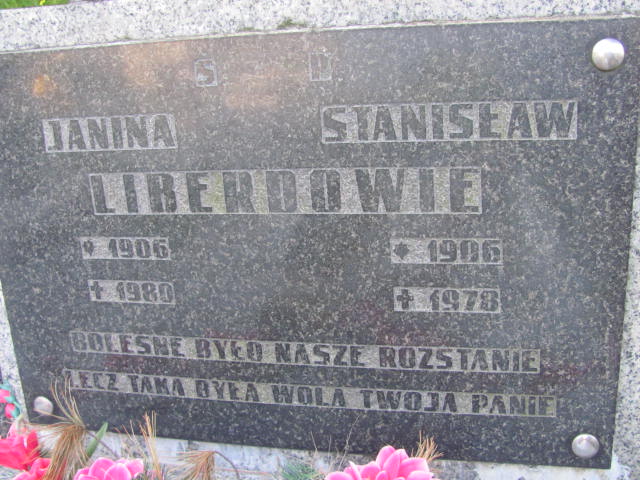 S P
JANINA STANISŁAW
LIBERDOWIE
* 1906 * 1906
✝ 1980 ✝ 1978
BOLESNE BYŁO NASZE ROZSTANIE
LECZ TAKA BYŁA WOLA TWOJA PANIE